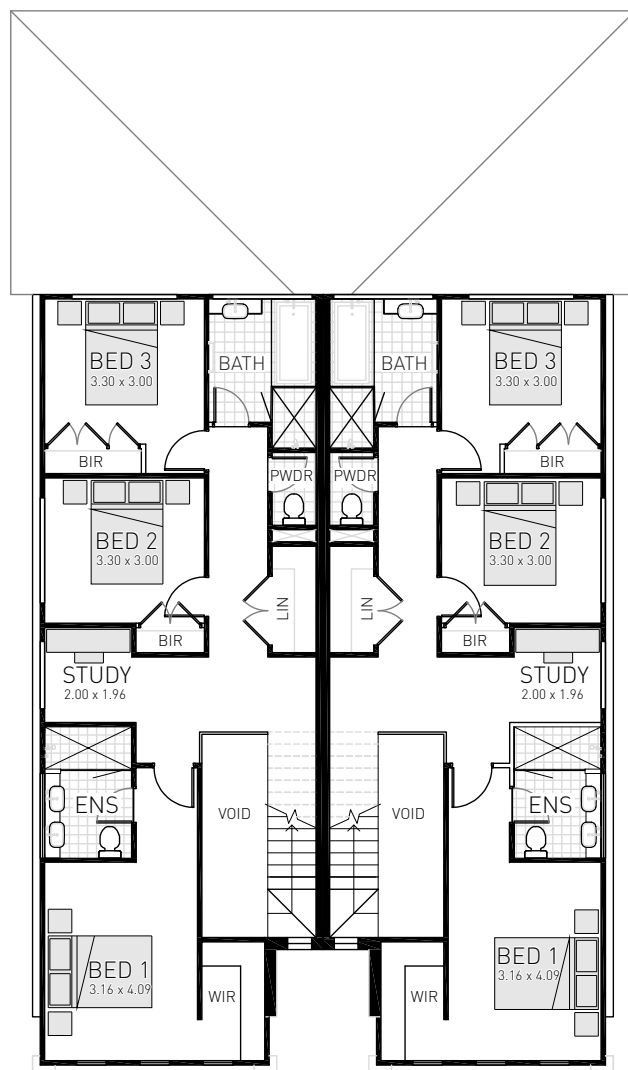 BED 3
3.30 x 3.00
BATH
BATH
BED 3
3.30 x 3.00
BIR
PWDR
PWDR
BIR
BED 2
3.30 x 3.00
BED 2
3.30 x 3.00
LIN
LIN
BIR
BIR
STUDY
2.00 x 1.96
STUDY
2.00 x 1.96
ENS
VOID
VOID
ENS
BED 1
3.16 x 4.09
WIR
WIR
BED 1
3.16 x 4.09